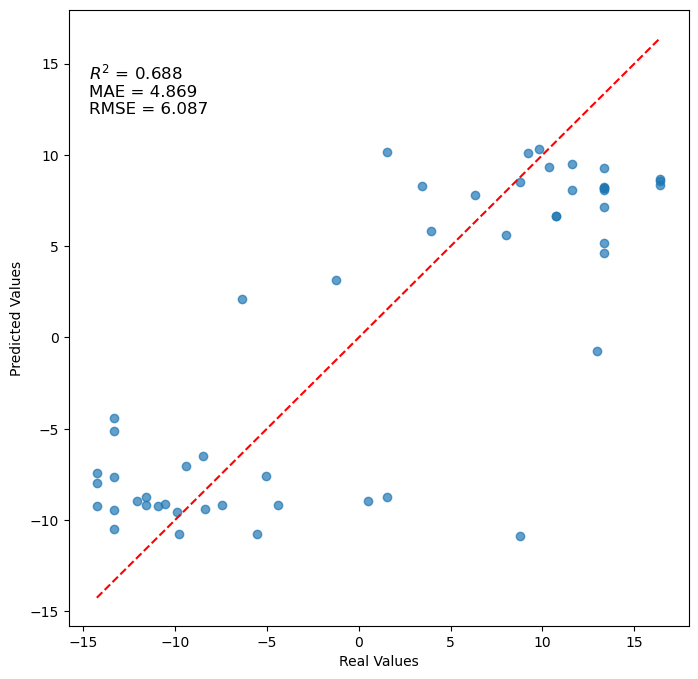 R² = 0.688
MAE = 4.869
RMSE = 6.087
15
10
5
0
−5
−10
−15
Predicted Values
−15 −10 −5 0 5 10 15
Real Values